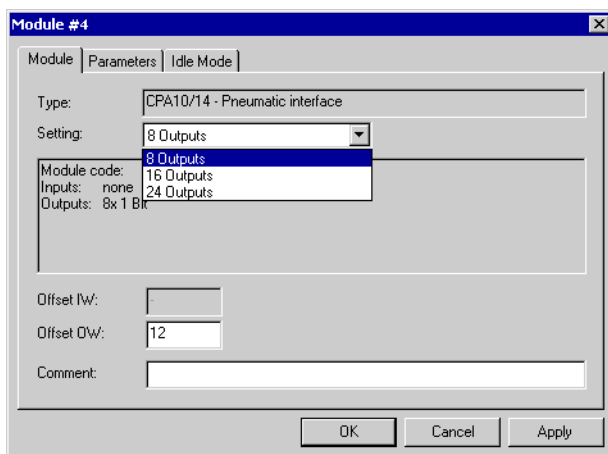 Module #4
Module Parameters Idle Mode
Type: CPA10/14 - Pneumatic interface
Setting: 8 Outputs
8 Outputs
16 Outputs
24 Outputs
Module code:
Inputs: none
Outputs: 8x 1 Bit
Offset IW: -
Offset OW: 12
Comment:
OK Cancel Apply